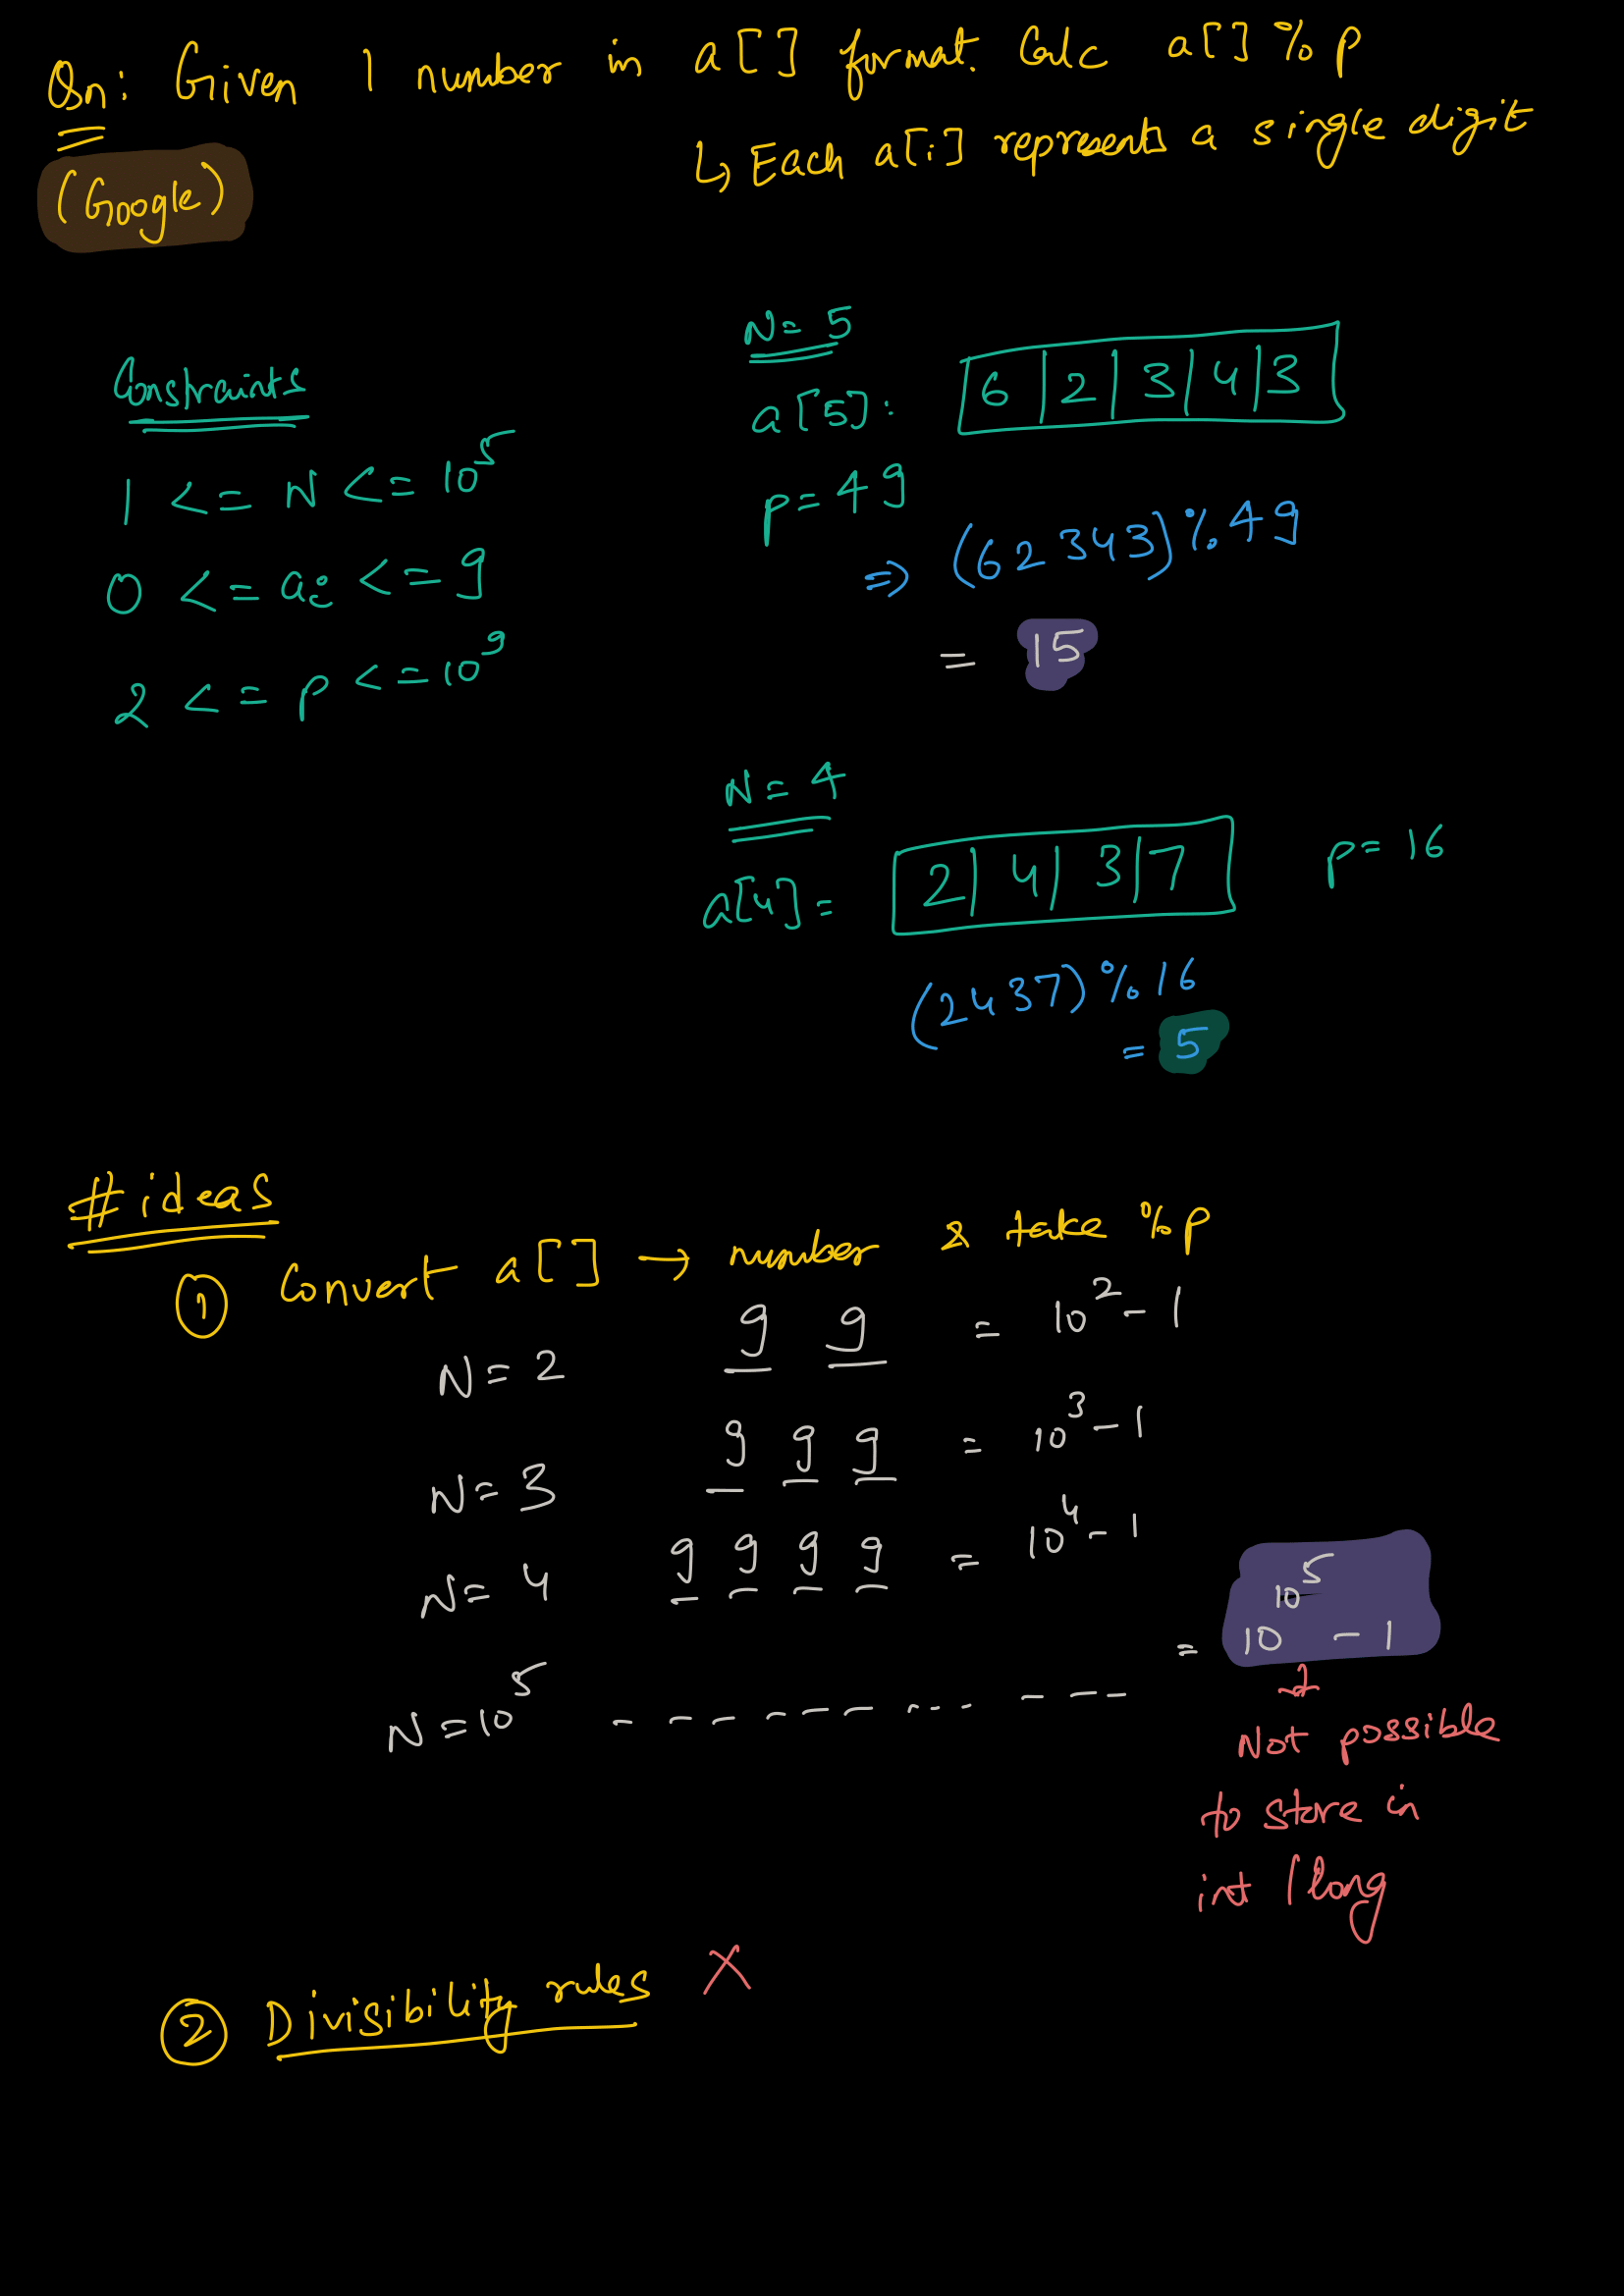 Qn: Given 1 number in a[] format. Calc a[] % p
↳ Each a[i] represents a single digit
(Google)
Constraints
1 <= N <= 10^5
0 <= ai <= 9
2 <= p <= 10^9
N = 5
a[5]: 6 | 2 | 3 | 4 | 3
p = 49
=> (62343) % 49
= 15
N = 4
a[4] = 2 | 4 | 3 | 7 p = 16
(2437) % 16
= 5
# ideas
① Convert a[] → number & take % p
N = 2 9 9 = 10^2 - 1
N = 3 9 9 9 = 10^3 - 1
N = 4 9 9 9 9 = 10^4 - 1
N = 10^5 - - - - - - - ... - - - = 10^10^5 - 1
Not possible
to store in
int / long
② Divisibility rules X